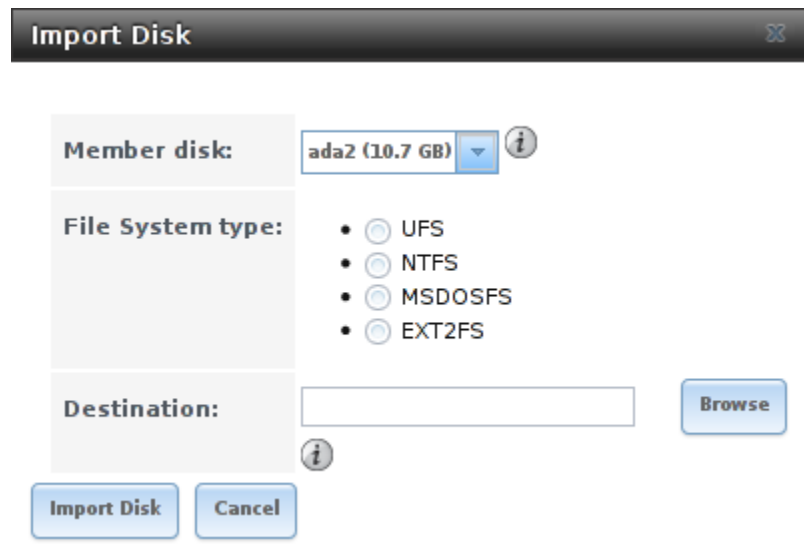 Import Disk
Member disk: ada2 (10.7 GB) i
File System type: • UFS
• NTFS
• MSDOSFS
• EXT2FS
Destination: Browse
i
Import Disk Cancel